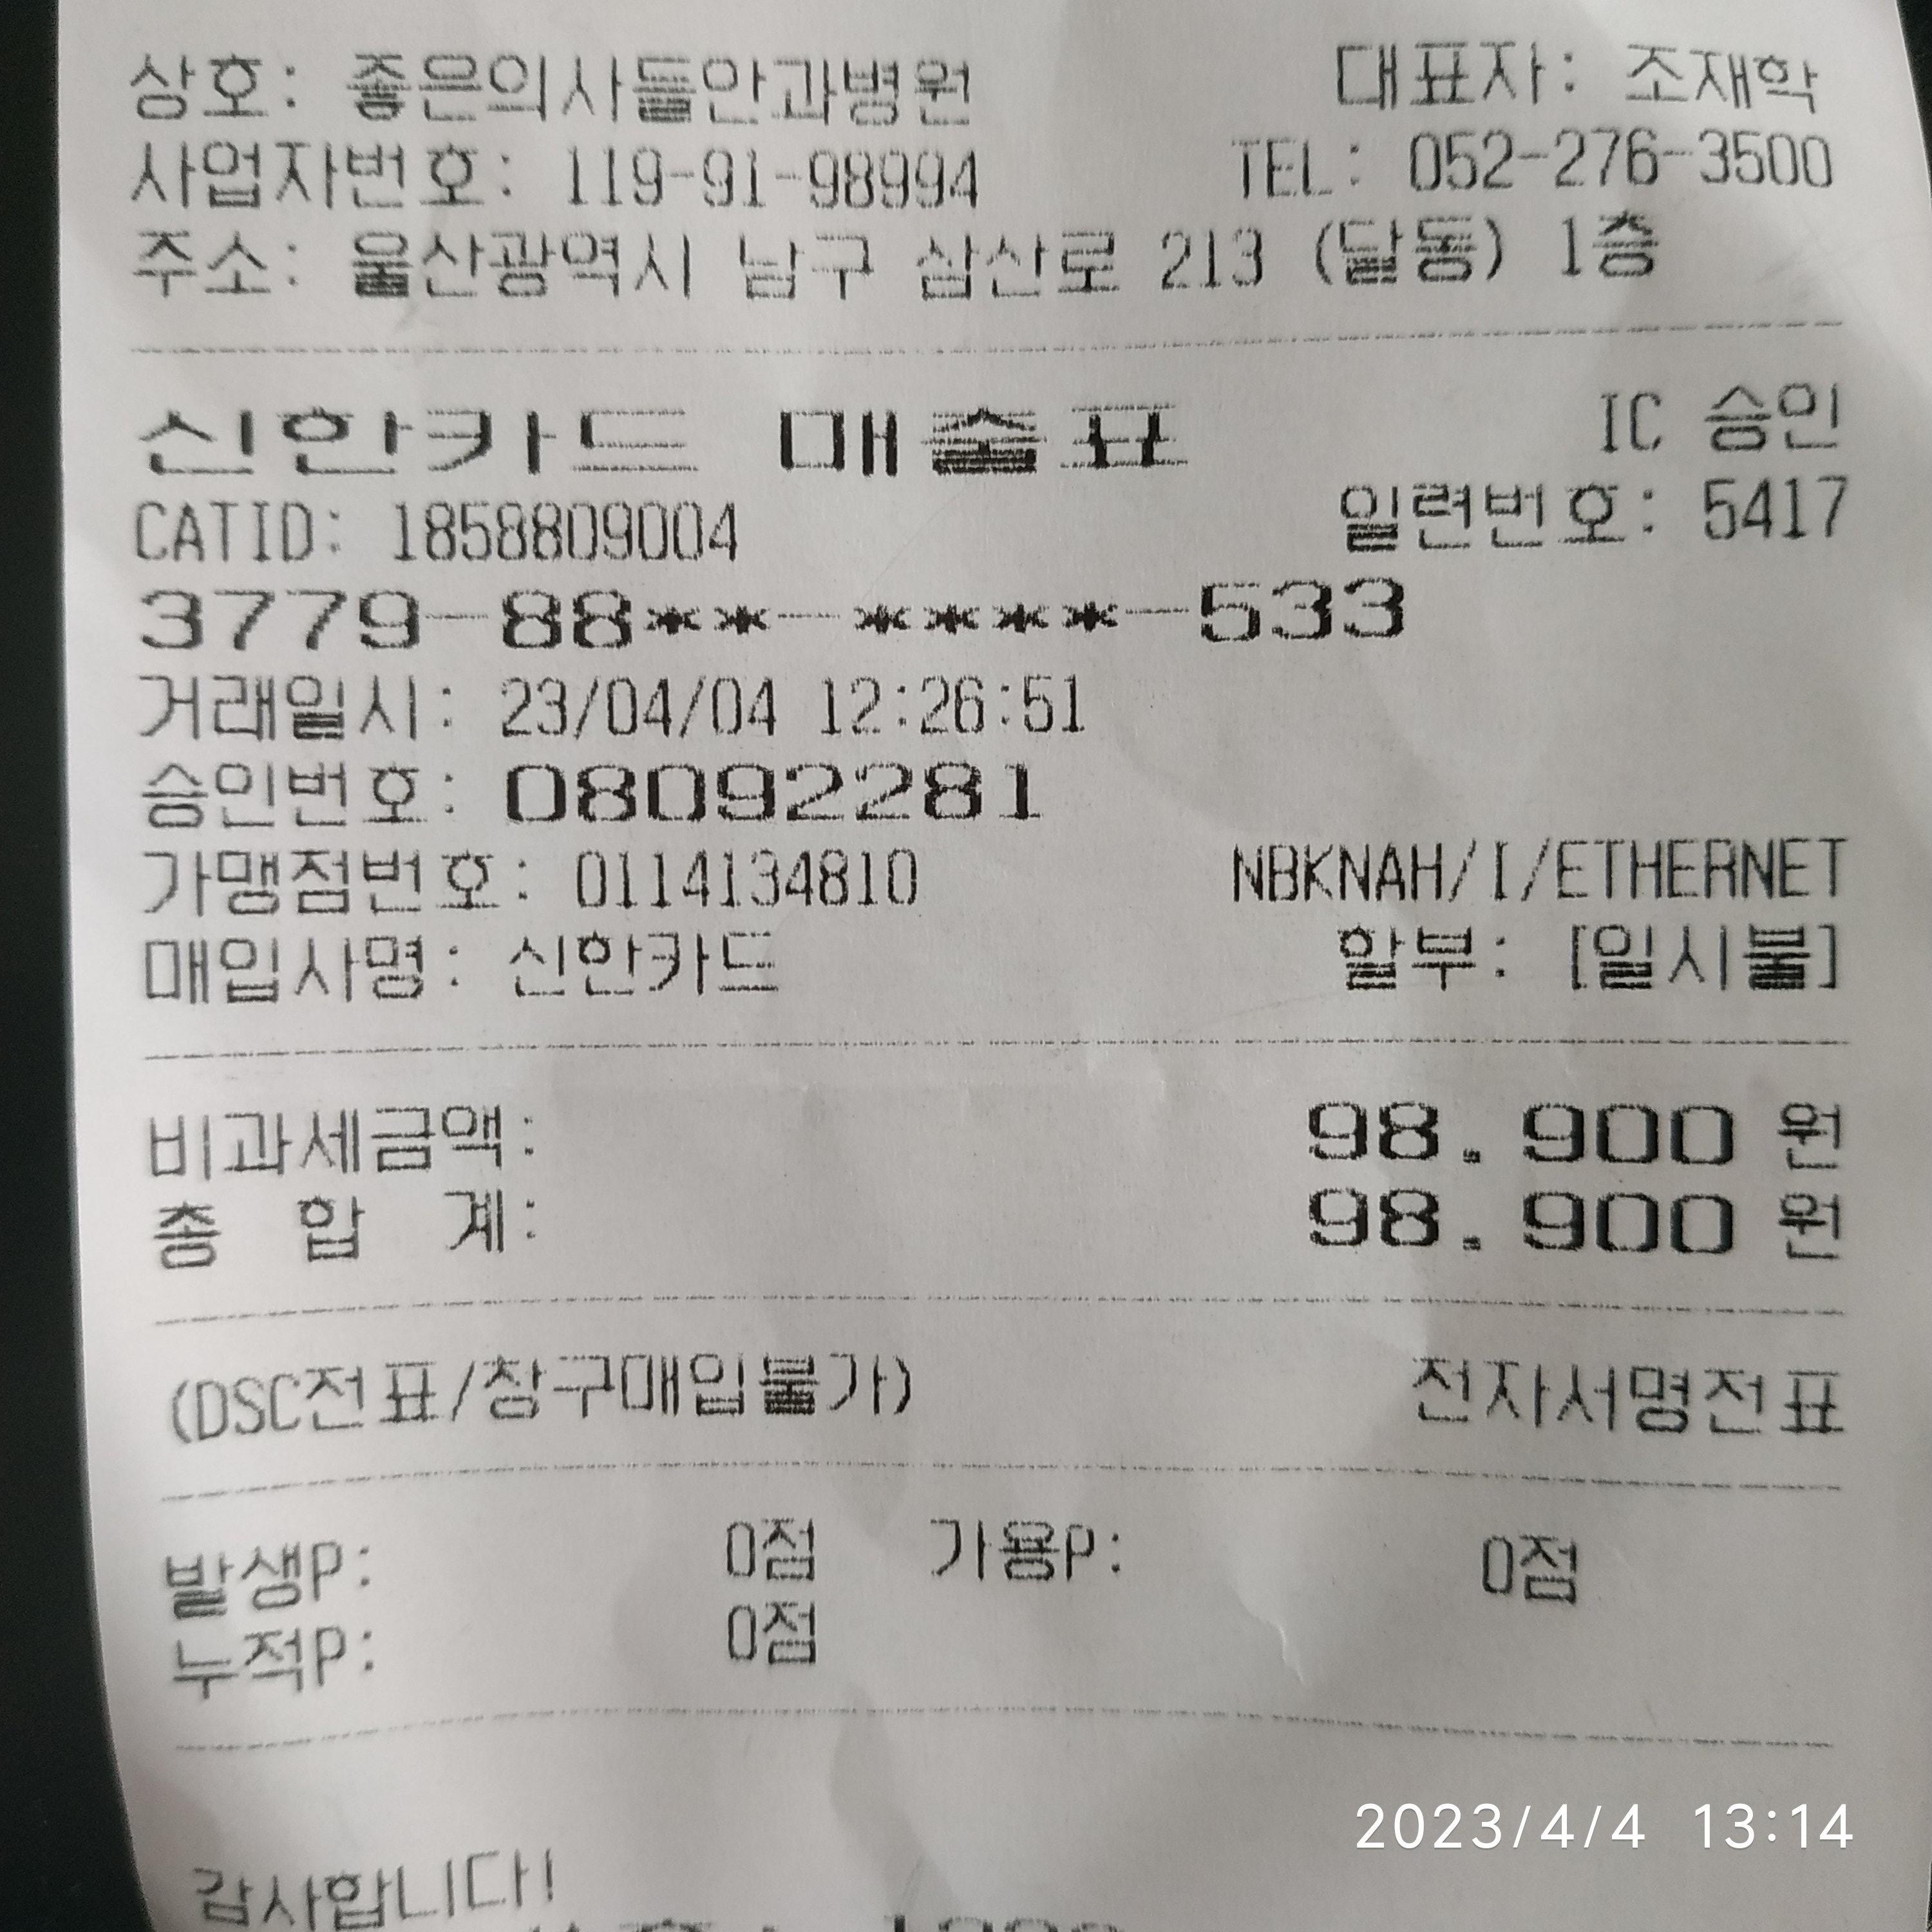 상호: 좋은의사들안과병원 대표자: 조재학
사업자번호: 119-91-98994 TEL: 052-276-3500
주소: 울산광역시 남구 삼산로 213 (달동) 1층
신한카드 매출표 IC 승인
CATID: 1858809004 일련번호: 5417
3779-88**-****-533
거래일시: 23/04/04 12:26:51
승인번호: 08092281
가맹점번호: 0114134810 NBKNAH/I/ETHERNET
매입사명: 신한카드 할부: [일시불]
비과세금액: 98.900 원
총 합 계: 98.900 원
(DSC전표/창구매입불가) 전자서명전표
발생P: 0점 가용P: 0점
누적P: 0점
2023/4/4 13:14
감사합니다!